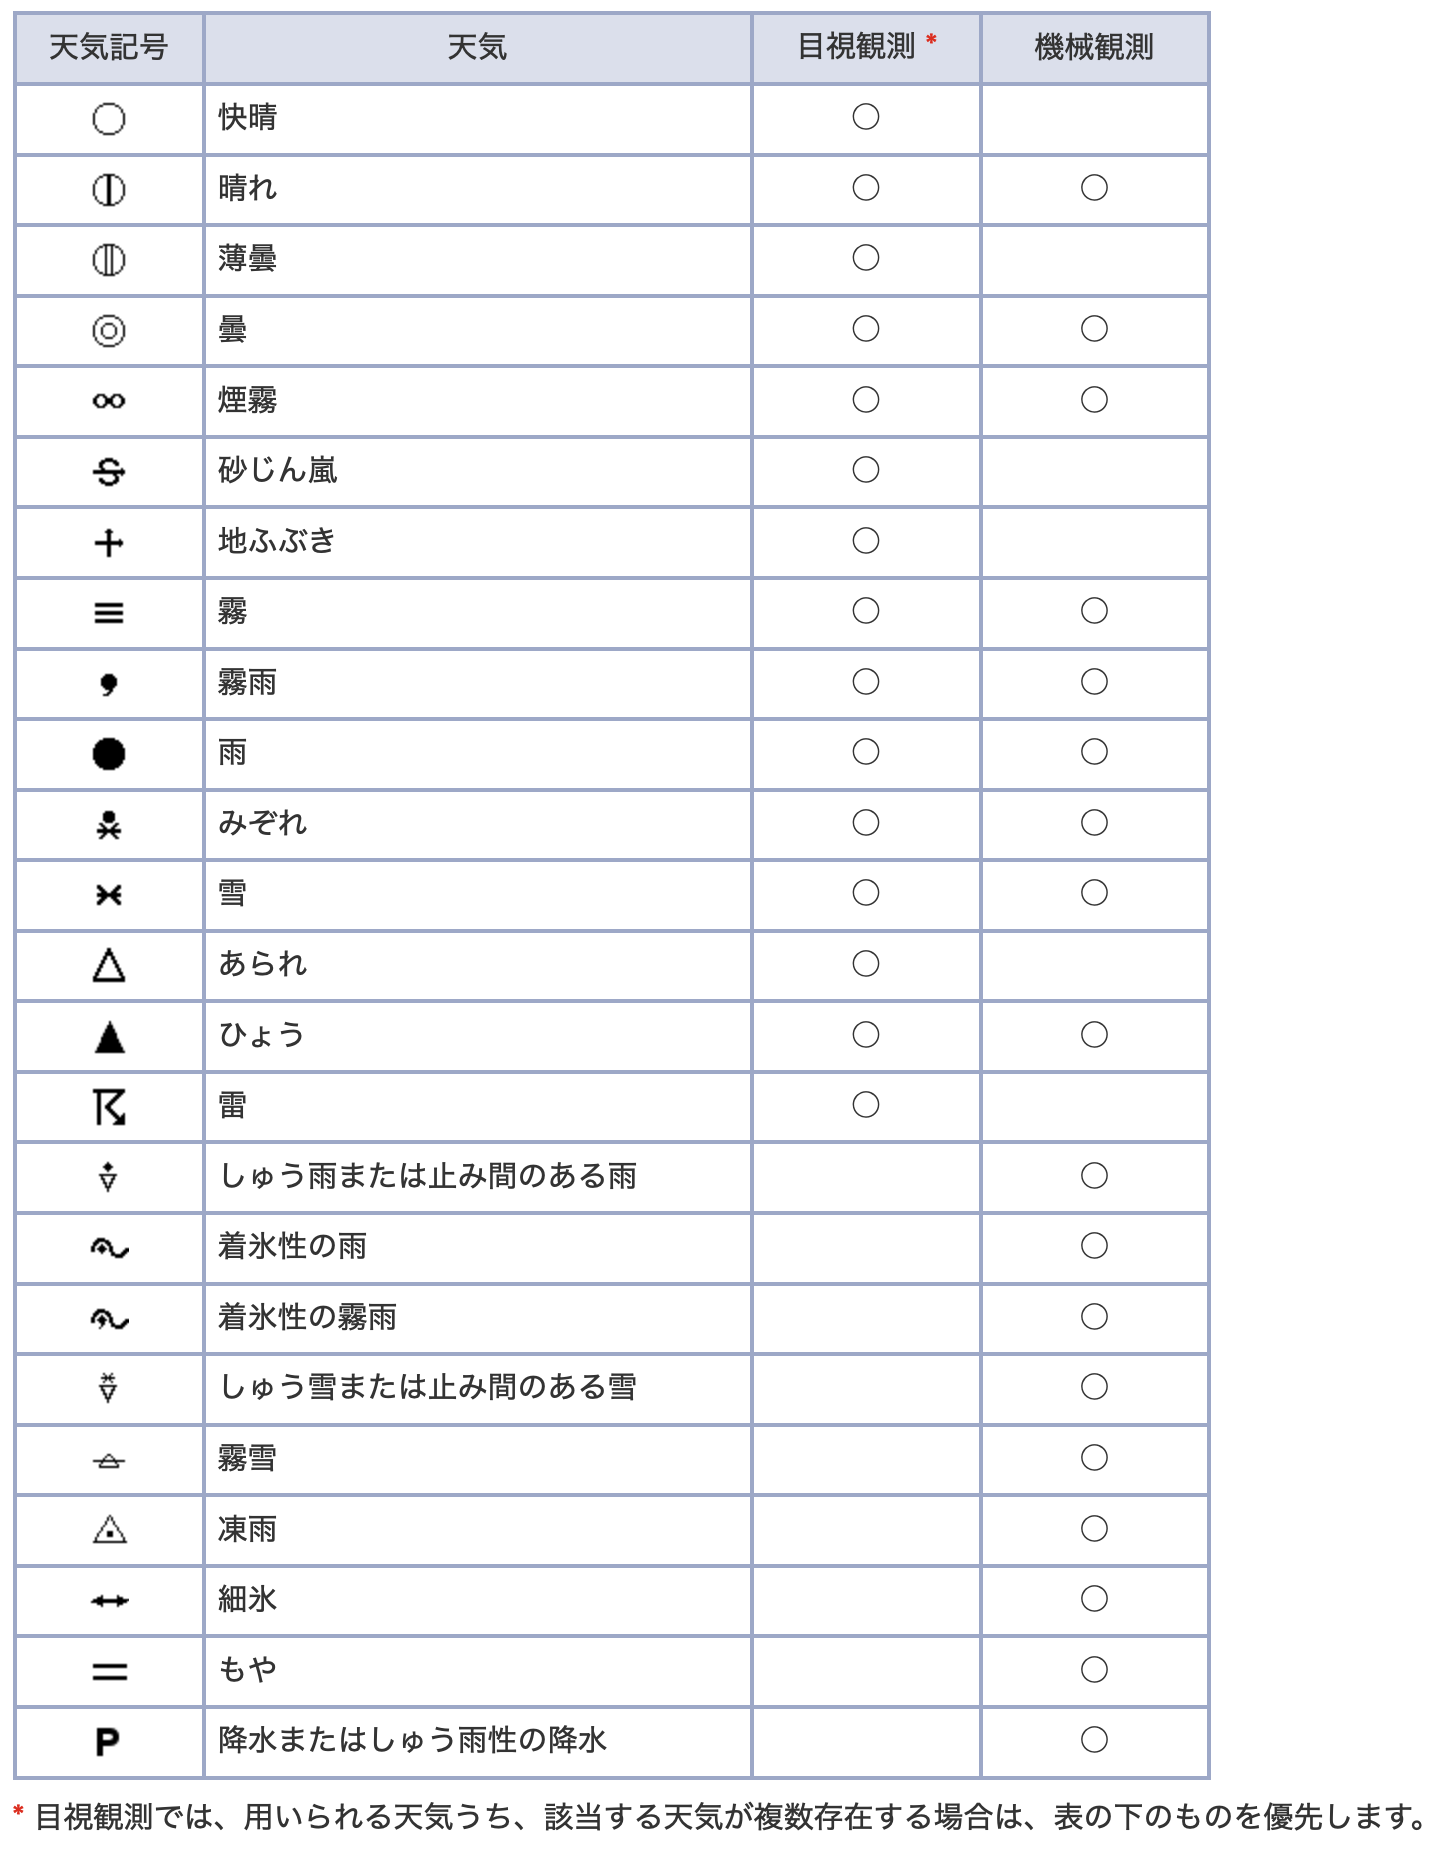 天気記号 天気 目視観測 * 機械観測
快晴 ○
晴れ ○ ○
薄曇 ○
曇 ○ ○
煙霧 ○ ○
砂じん嵐 ○
地ふぶき ○
霧 ○ ○
霧雨 ○ ○
雨 ○ ○
みぞれ ○ ○
雪 ○ ○
あられ ○
ひょう ○ ○
雷 ○
しゅう雨または止み間のある雨 ○
着氷性の雨 ○
着氷性の霧雨 ○
しゅう雪または止み間のある雪 ○
霧雪 ○
凍雨 ○
細氷 ○
もや ○
P 降水またはしゅう雨性の降水 ○
* 目視観測では、用いられる天気うち、該当する天気が複数存在する場合は、表の下のものを優先します。